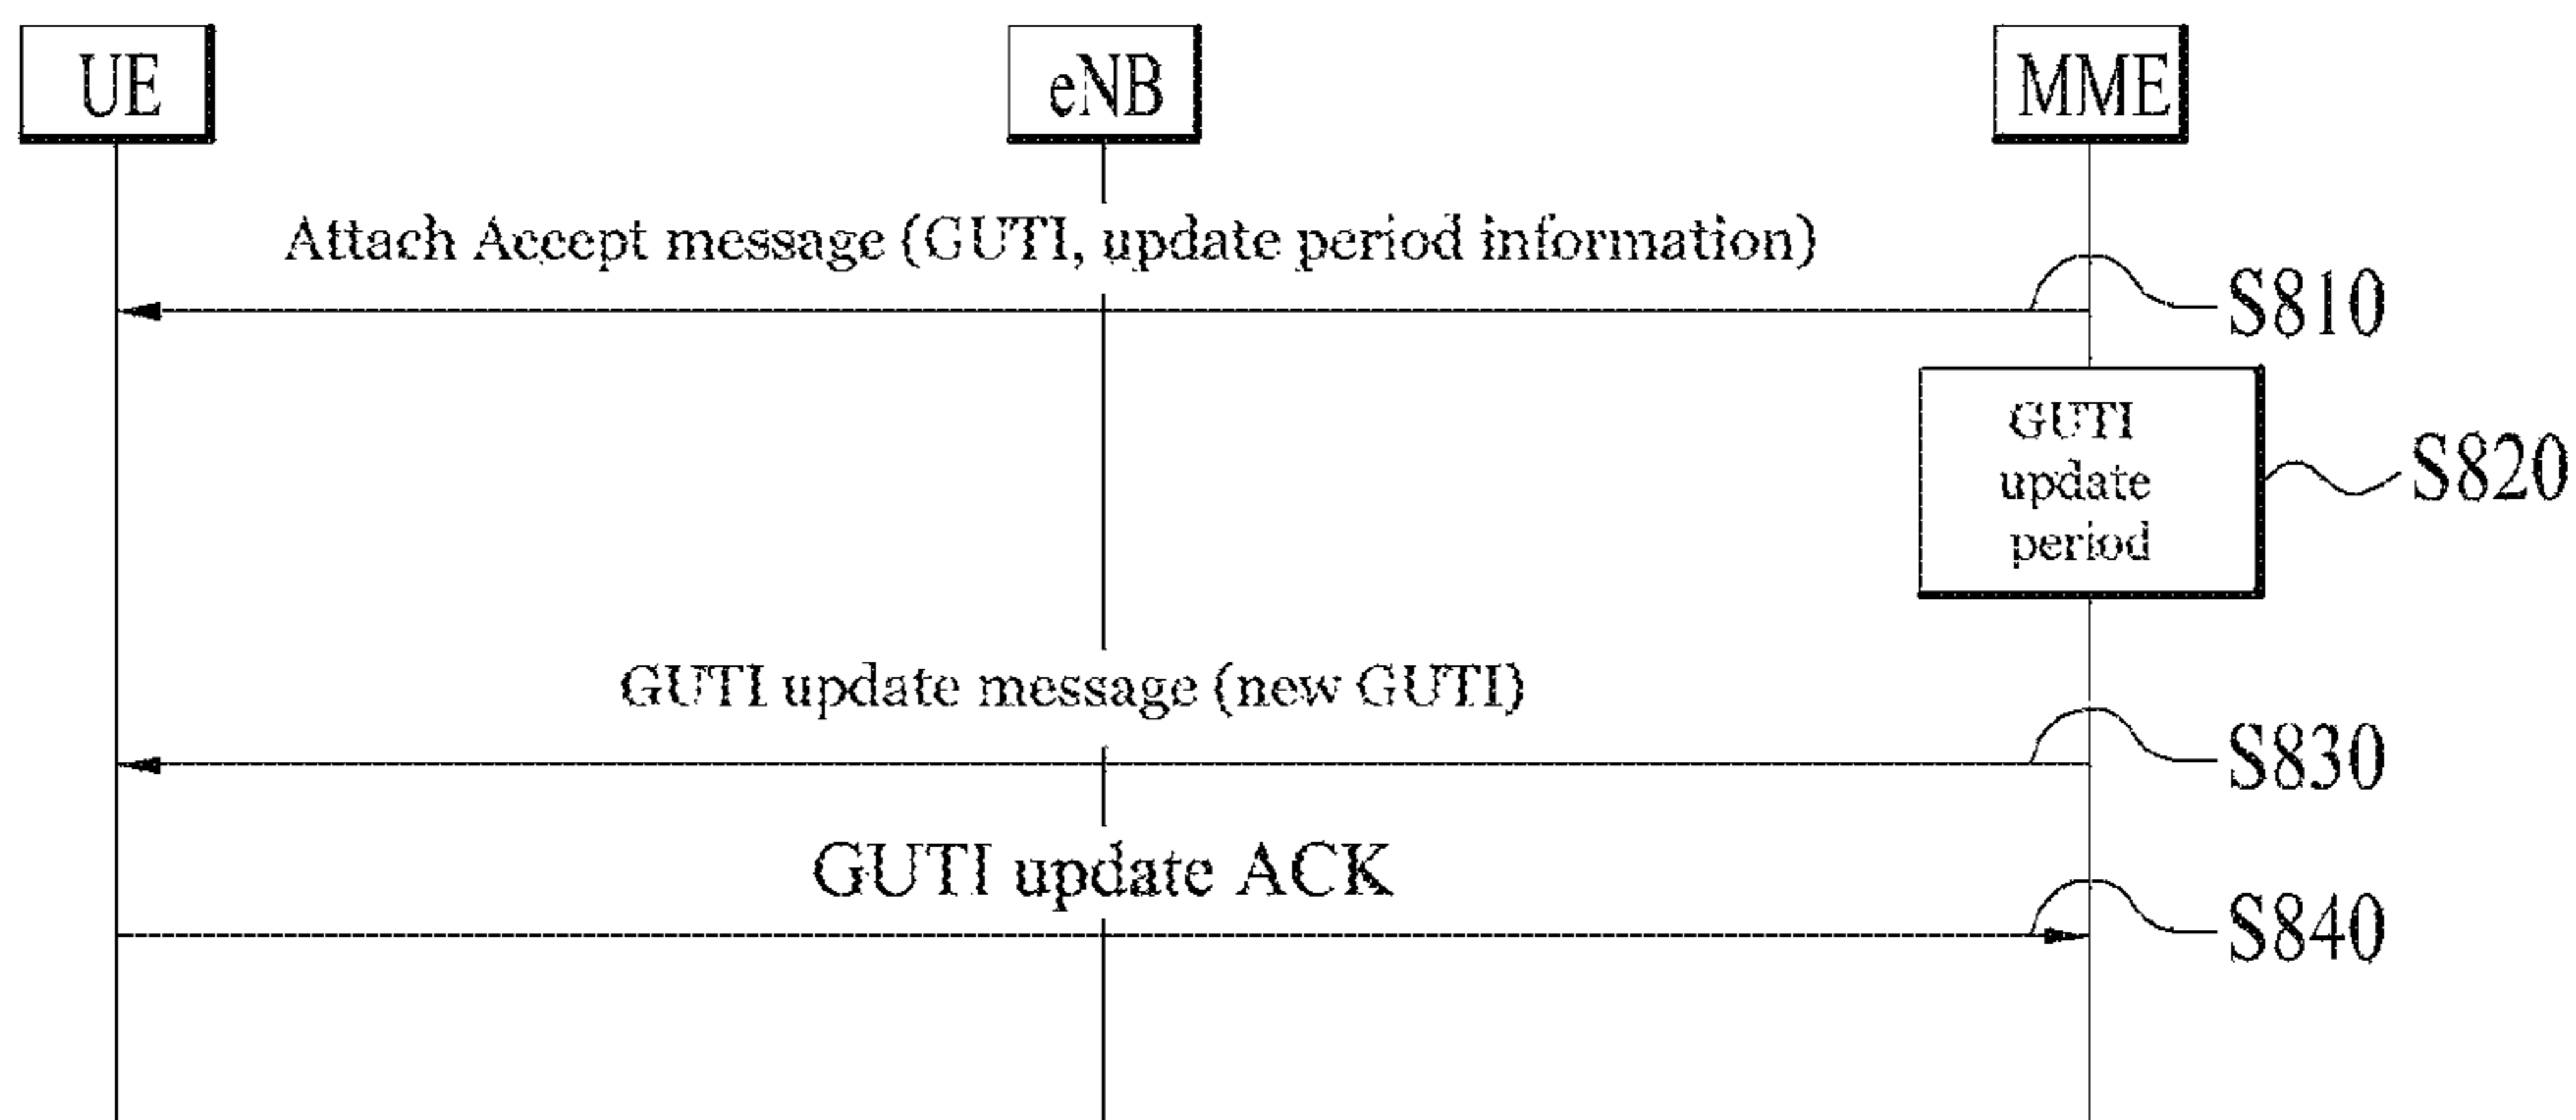 UE
eNB
MME
Attach Accept message (GUTI, update period information)
S810
GUTI
update
period
S820
GUTI update message (new GUTI)
S830
GUTI update ACK
S840